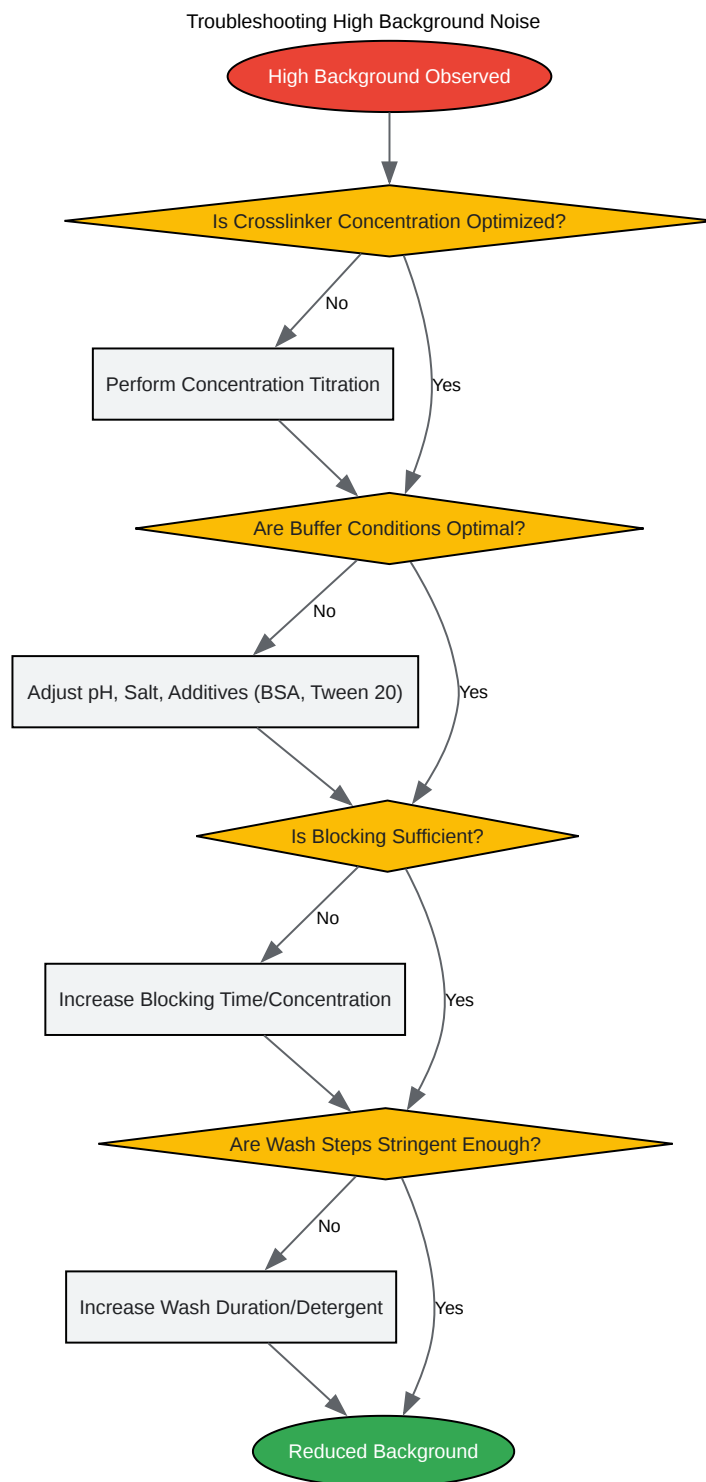 Troubleshooting High Background Noise
High Background Observed
Is Crosslinker Concentration Optimized?
No
Perform Concentration Titration
Yes
Are Buffer Conditions Optimal?
No
Adjust pH, Salt, Additives (BSA, Tween 20)
Yes
Is Blocking Sufficient?
No
Increase Blocking Time/Concentration
Yes
Are Wash Steps Stringent Enough?
No
Increase Wash Duration/Detergent
Yes
Reduced Background